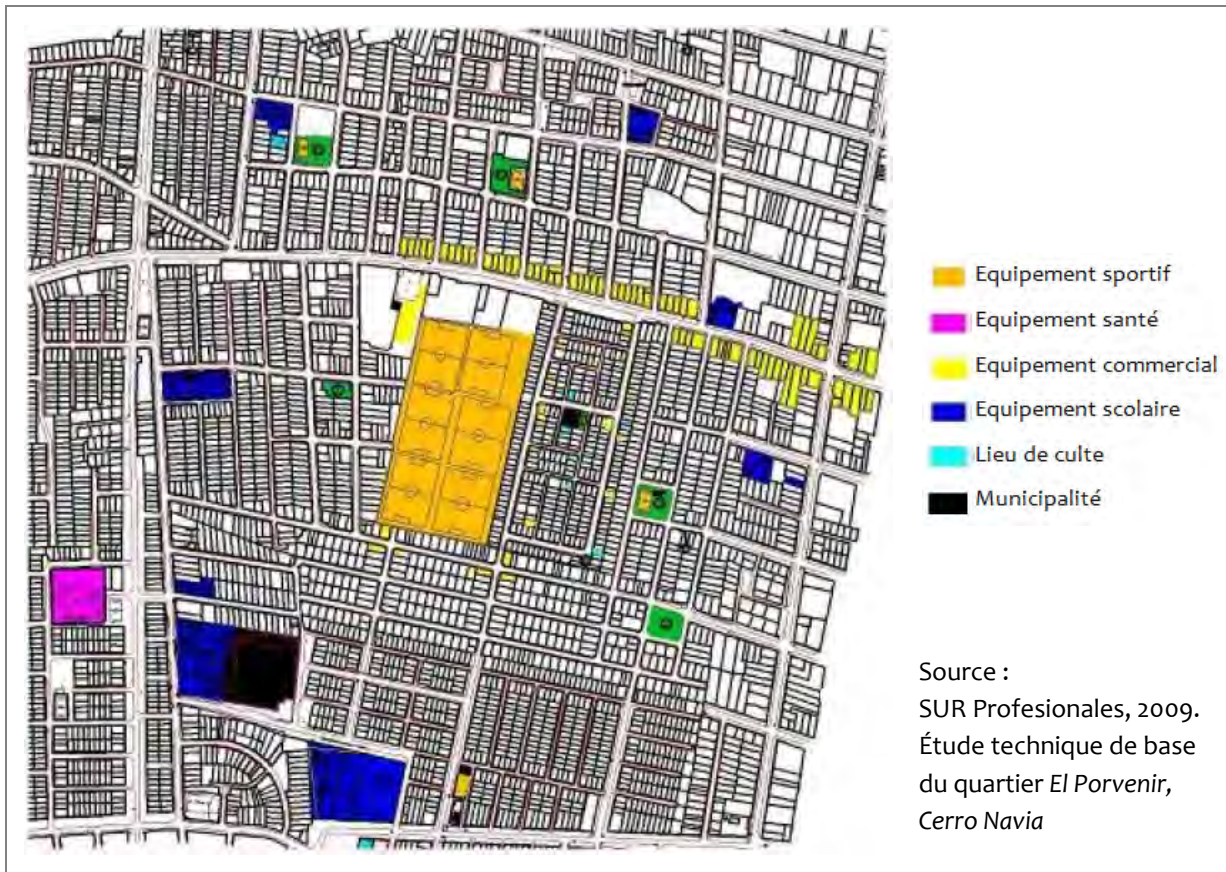 Equipement sportif
Equipement santé
Equipement commercial
Equipement scolaire
Lieu de culte
Municipalité
Source :
SUR Profesionales, 2009.
Étude technique de base
du quartier El Porvenir,
Cerro Navia